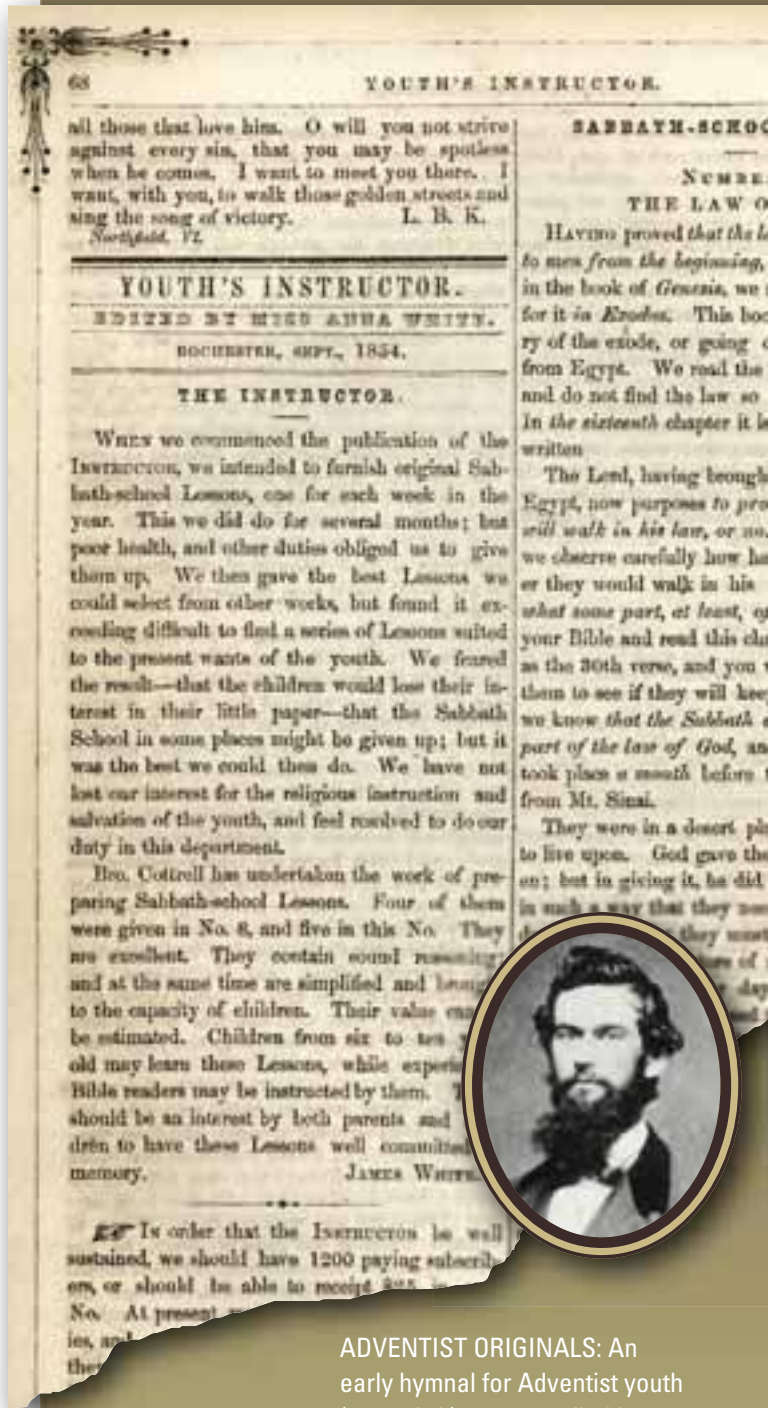 68
YOUTH'S INSTRUCTOR.
all those that love him. O will you not strive
against every sin, that you may be spotless
when he comes. I want to meet you there. I
want, with you, to walk those golden streets and
sing the song of victory. L. B. K.
Northfield, Vt.
YOUTH'S INSTRUCTOR.
EDITED BY MISS ANNA WHITE.
ROCHESTER, SEPT., 1854.
THE INSTRUCTOR.
WHEN we commenced the publication of the
INSTRUCTOR, we intended to furnish original Sab-
bath-school Lessons, one for each week in the
year. This we did do for several months; but
poor health, and other duties obliged us to give
them up. We then gave the best Lessons we
could select from other works, but found it ex-
ceeding difficult to find a series of Lessons suited
to the present wants of the youth. We feared
the result—that the children would lose their in-
terest in their little paper—that the Sabbath
School in some places might be given up; but it
was the best we could then do. We have not
lost our interest for the religious instruction and
salvation of the youth, and feel resolved to do our
duty in this department.
Bro. Cottrell has undertaken the work of pre-
paring Sabbath-school Lessons. Four of them
were given in No. 8, and five in this No. They
are excellent. They contain sound reasoning
and at the same time are simplified and
to the capacity of children. Their value
be estimated. Children from six to ten
old may learn these Lessons, while
Bible readers may be instructed by them.
should be an interest by both parents and
dren to have these Lessons well committed
memory. JAMES WHITE.
In order that the INSTRUCTOR be well
sustained, we should have 1200 paying subscrib-
ers, or should be able to receipt $25
No. At present
ies, and
SABBATH-SCHOO
NUMBE
THE LAW O
HAVING proved that the
to men from the beginning,
in the book of Genesis, we
for it in Exodus. This boo
ry of the exode, or going
from Egypt. We read the
and do not find the law so
In the sixteenth chapter it is
written
The Lord, having brough
Egypt, now purposes to pro
will walk in his law, or no.
we observe carefully how
er they would walk in his
what some part, at least,
your Bible and read this cha
as the 30th verse, and you
them to see if they will keep
we know that the Sabbath
part of the law of God, an
took place a month before
from Mt. Sinai.
They were in a desert pla
to live upon. God gave the
on; but in giving it, he did
in such a way that they
they must
of
day
ADVENTIST ORIGINALS: An
early hymnal for Adventist youth